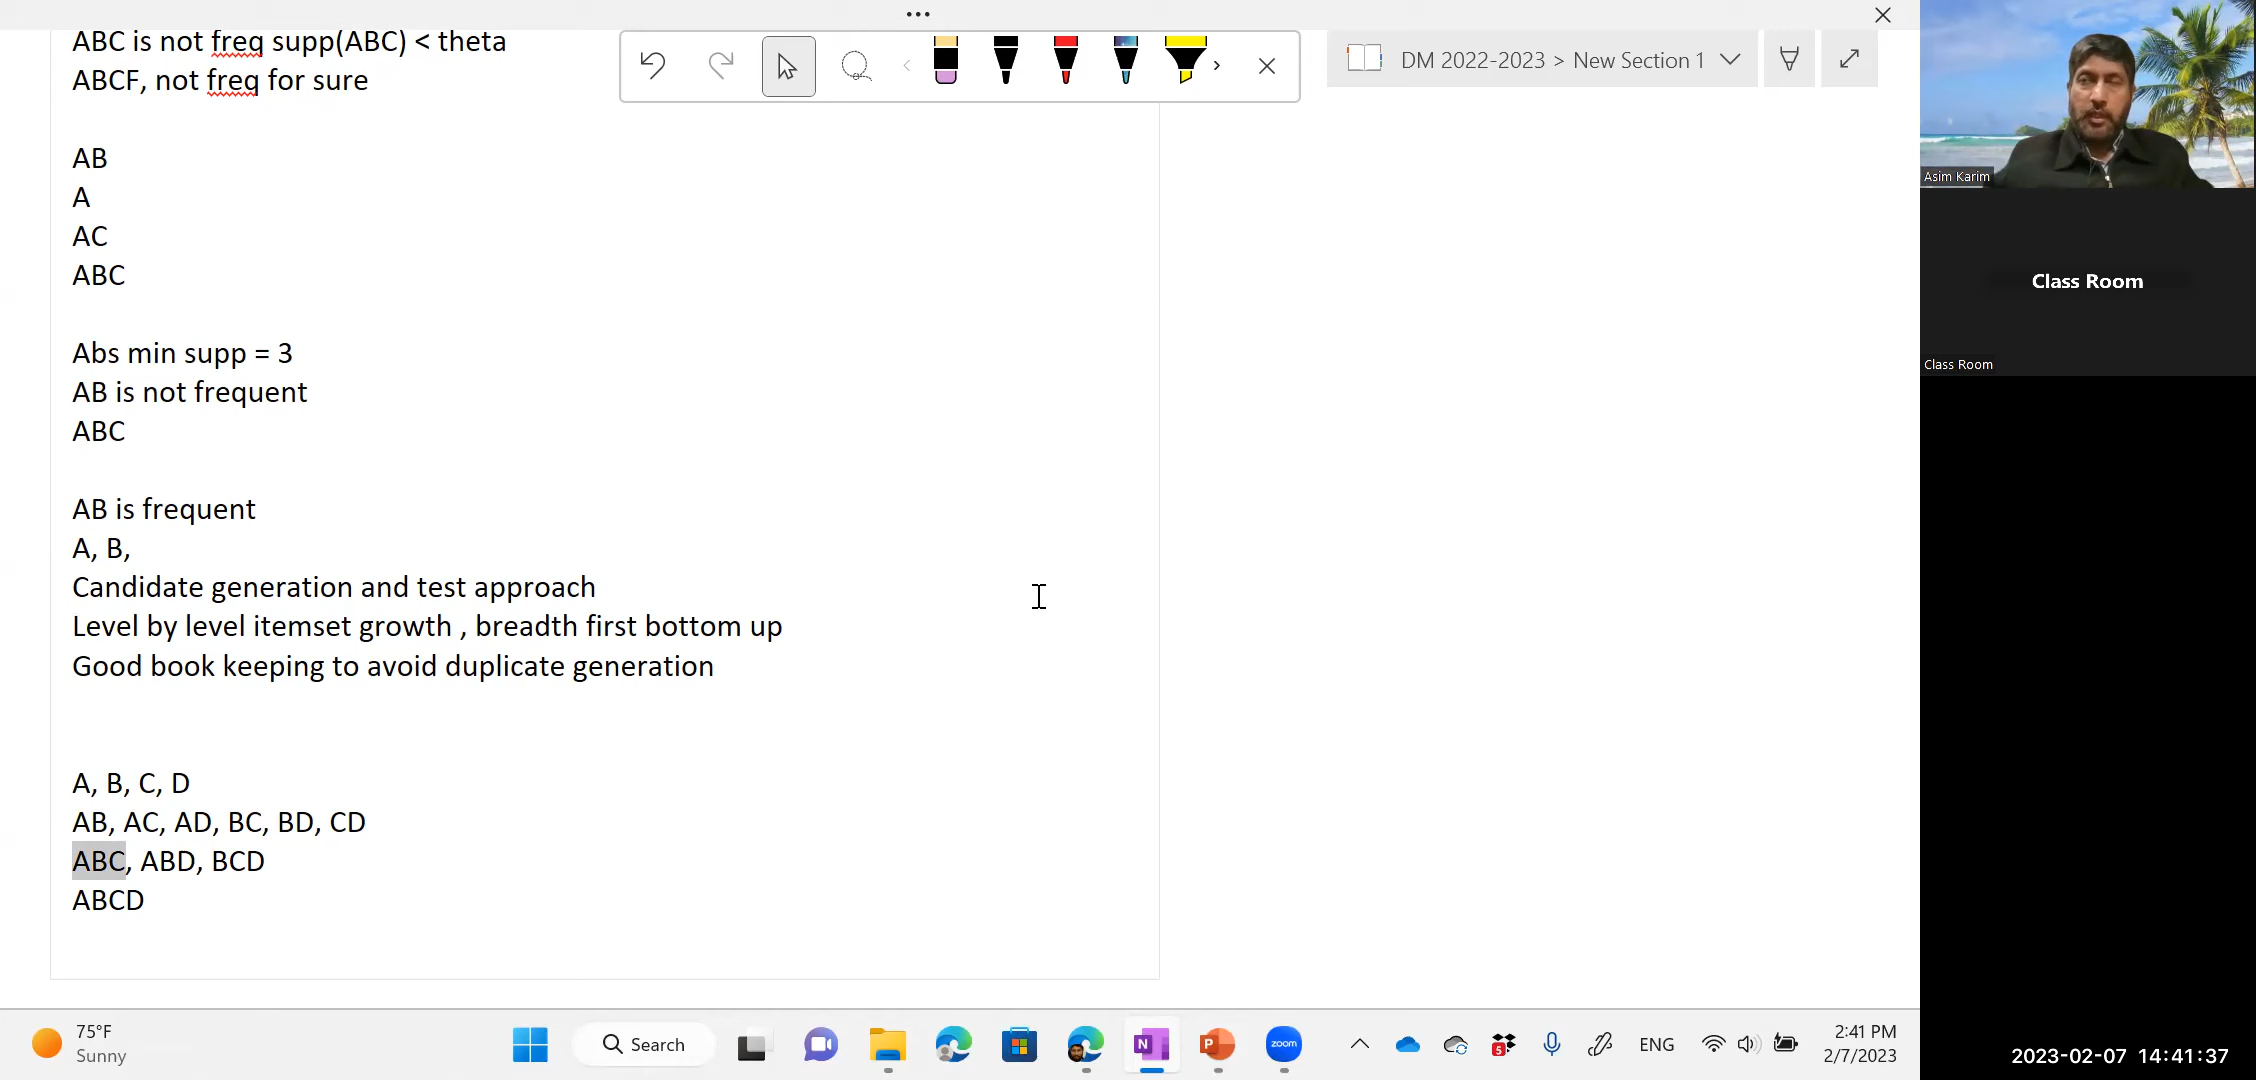 ABC is not freq supp(ABC) < theta
ABCF, not freq for sure
AB
A
AC
ABC
Abs min supp = 3
AB is not frequent
ABC
AB is frequent
A, B,
Candidate generation and test approach
Level by level itemset growth , breadth first bottom up
Good book keeping to avoid duplicate generation
A, B, C, D
AB, AC, AD, BC, BD, CD
ABC, ABD, BCD
ABCD
DM 2022-2023 > New Section 1
Asim Karim
Class Room
Class Room
75°F
Sunny
Search
N
P
zoom
5
ENG
2:41 PM
2/7/2023
2023-02-07 14:41:37